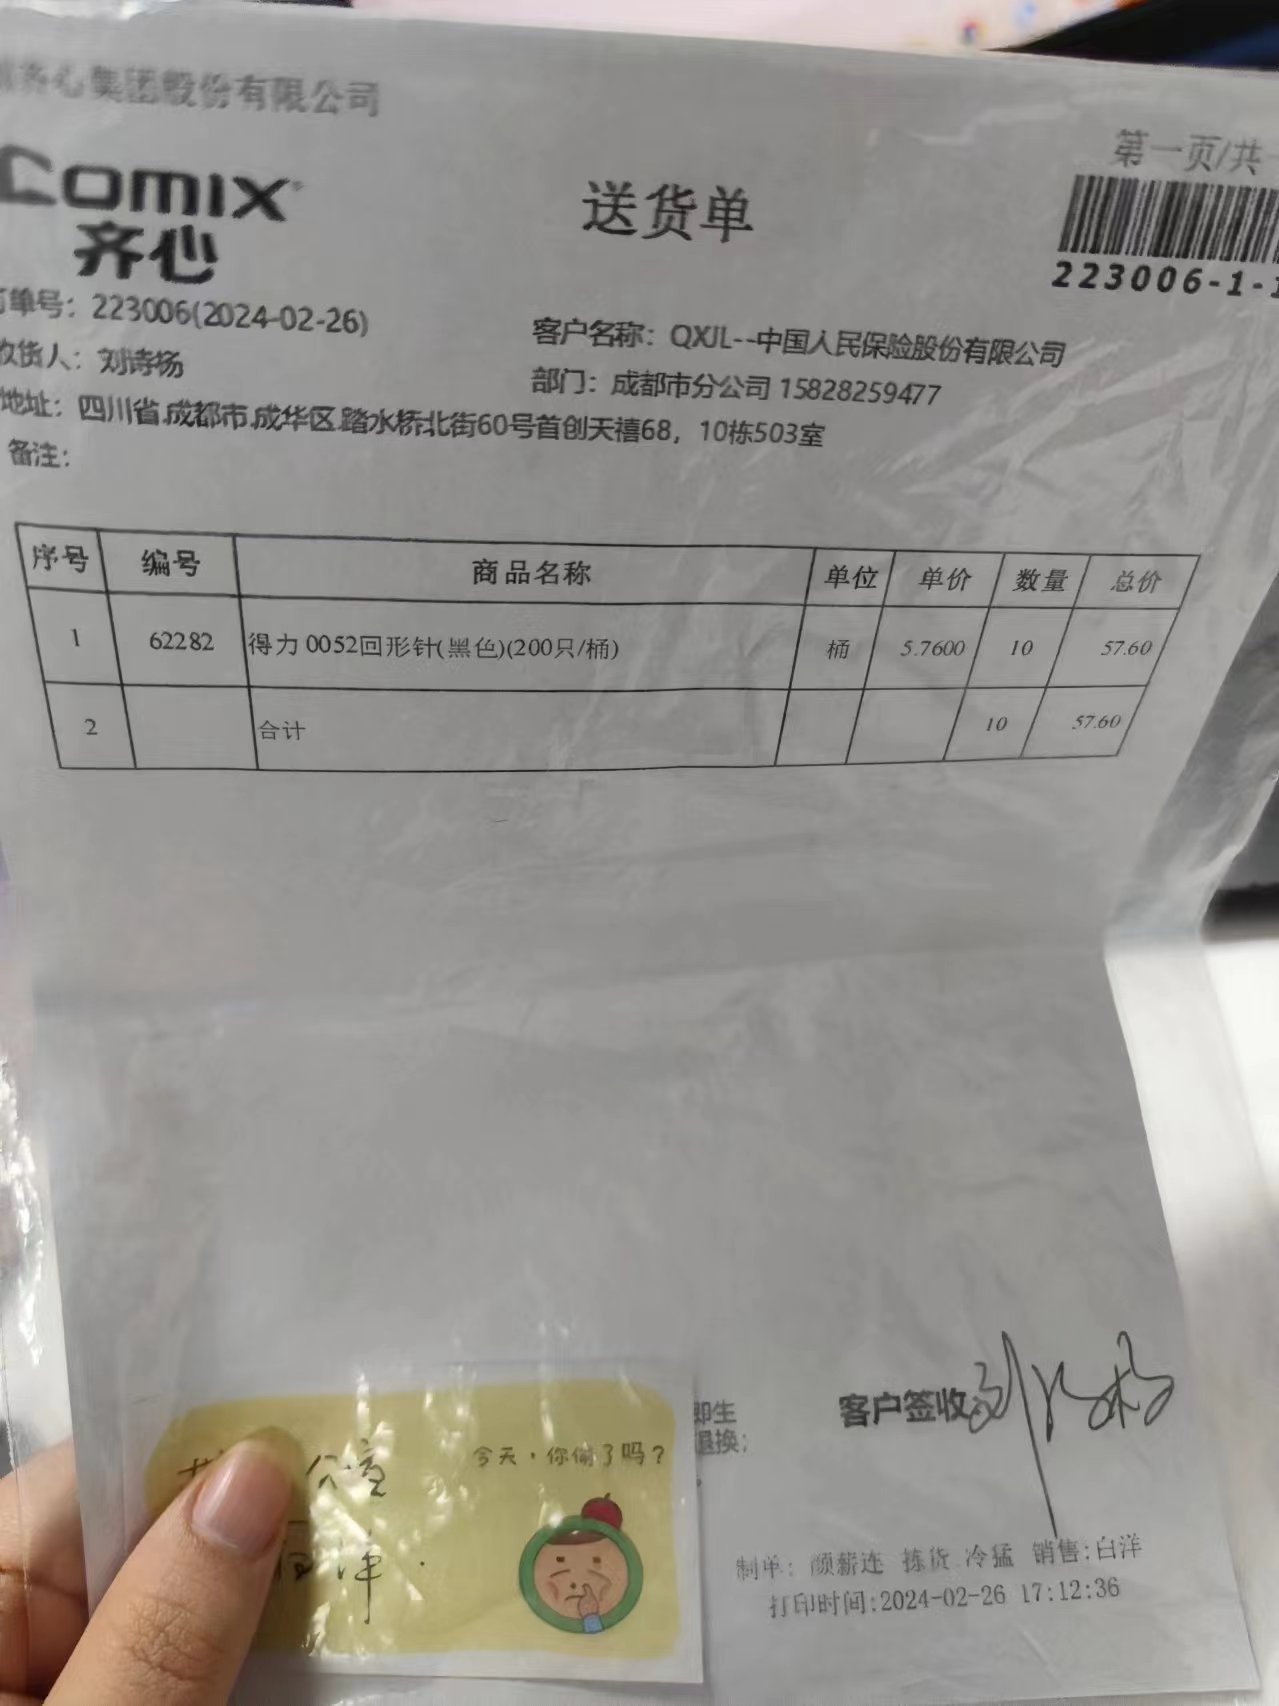 齐心集团股份有限公司
第一页/共
COMIX
齐心
送货单
223006-1-1
订单号：223006(2024-02-26)
客户名称：QXJL--中国人民保险股份有限公司
收货人：刘诗杨
部门：成都市分公司 15828259477
地址：四川省.成都市.成华区.踏水桥北街60号首创天禧68，10栋503室
备注：
序号 编号 商品名称 单位 单价 数量 总价
1 62282 得力 0052回形针(黑色)(200只/桶) 桶 5.7600 10 57.60
2 合计 10 57.60
即生
退换；
客户签收
今天·你偷了吗？
制单：颜薪连 拣货 冷猛 销售:白洋
打印时间:2024-02-26 17:12:36